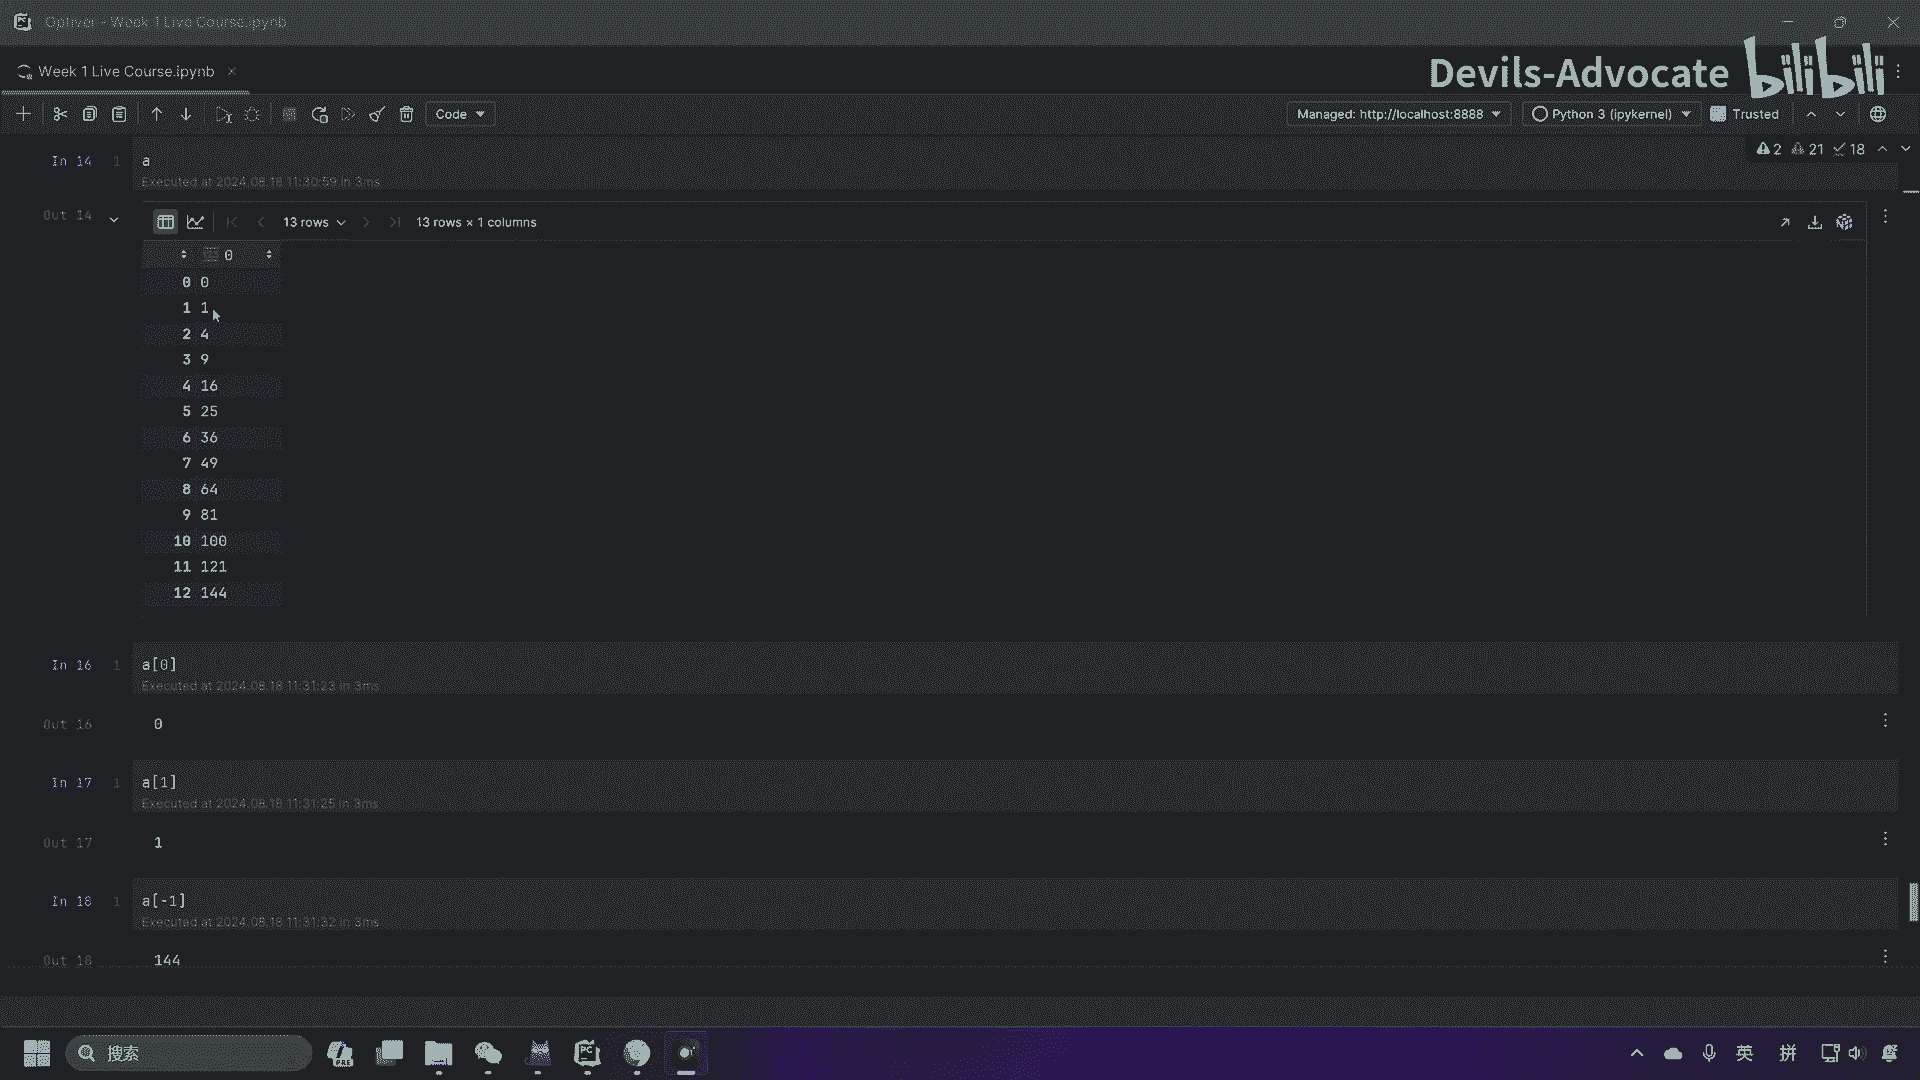 Optiver - Week 1 Live Course.ipynb
Week 1 Live Course.ipynb
Devils-Advocate bilibili
Code
Managed: http://localhost:8888
Python 3 (ipykernel)
Trusted
In 14 1 a
2 21 18
Executed at 2024.08.18 11:30:59 in 3ms
Out 14
13 rows
13 rows × 1 columns
0
0 0
1 1
2 4
3 9
4 16
5 25
6 36
7 49
8 64
9 81
10 100
11 121
12 144
In 16 1 a[0]
Executed at 2024.08.18 11:31:23 in 3ms
Out 16 0
In 17 1 a[1]
Executed at 2024.08.18 11:31:25 in 3ms
Out 17 1
In 18 1 a[-1]
Executed at 2024.08.18 11:31:32 in 3ms
Out 18 144
搜索
PRE
PC
英
拼